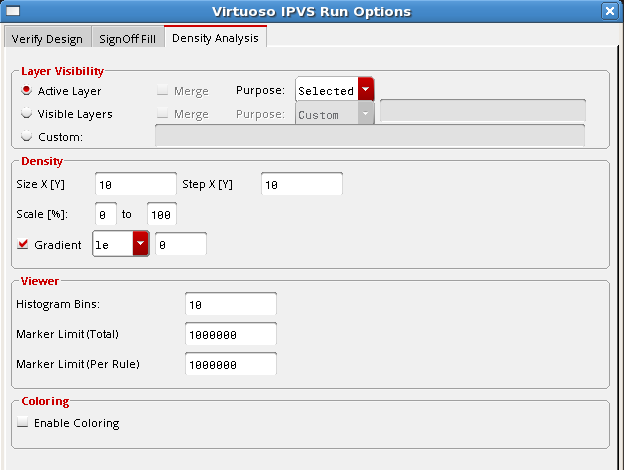 Virtuoso IPVS Run Options
Verify Design SignOff Fill Density Analysis
Layer Visibility
Active Layer Merge Purpose: Selected
Visible Layers Merge Purpose: Custom
Custom:
Density
Size X [Y] 10 Step X [Y] 10
Scale [%]: 0 to 100
Gradient le 0
Viewer
Histogram Bins: 10
Marker Limit (Total) 1000000
Marker Limit (Per Rule) 1000000
Coloring
Enable Coloring